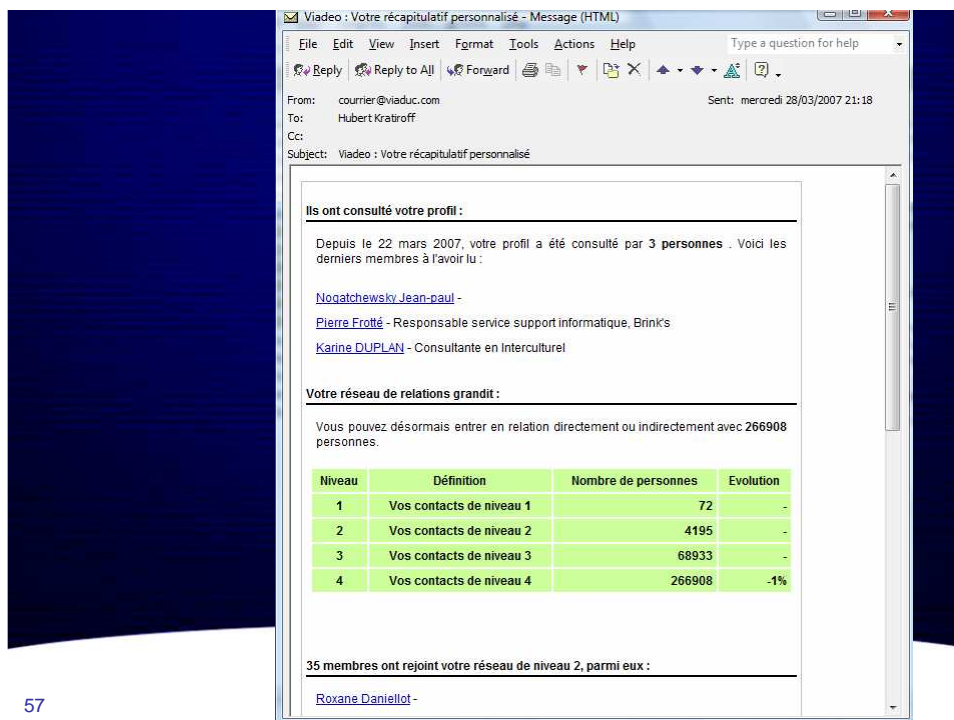 Viadeo : Votre récapitulatif personnalisé - Message (HTML)
File Edit View Insert Format Tools Actions Help Type a question for help
Reply Reply to All Forward
From: courrier@viaduc.com Sent: mercredi 28/03/2007 21:18
To: Hubert Kratiroff
Cc:
Subject: Viadeo : Votre récapitulatif personnalisé
Ils ont consulté votre profil :
Depuis le 22 mars 2007, votre profil a été consulté par 3 personnes . Voici les
derniers membres à l'avoir lu :
Nogatchewsky Jean-paul -
Pierre Frotté - Responsable service support informatique, Brink's
Karine DUPLAN - Consultante en Interculturel
Votre réseau de relations grandit :
Vous pouvez désormais entrer en relation directement ou indirectement avec 266908
personnes.
Niveau Définition Nombre de personnes Evolution
1 Vos contacts de niveau 1 72 -
2 Vos contacts de niveau 2 4195 -
3 Vos contacts de niveau 3 68933 -
4 Vos contacts de niveau 4 266908 -1%
35 membres ont rejoint votre réseau de niveau 2, parmi eux :
Roxane Daniellot -
57